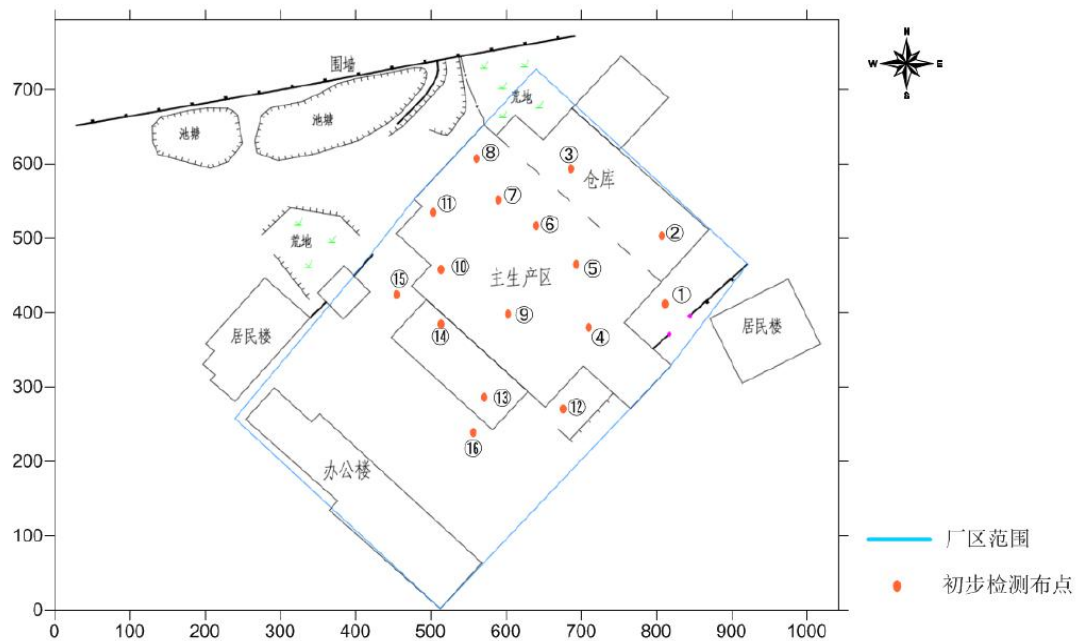 围墙
N
W E
S
700
池塘
池塘
荒地
600
⑧
③
仓库
⑦
⑪
⑥
500
②
荒地
⑩
主生产区
⑤
400
⑮
①
⑨
居民楼
⑭
④
居民楼
300
⑬
⑫
200
⑯
办公楼
100
厂区范围
初步检测布点
0
0 100 200 300 400 500 600 700 800 900 1000